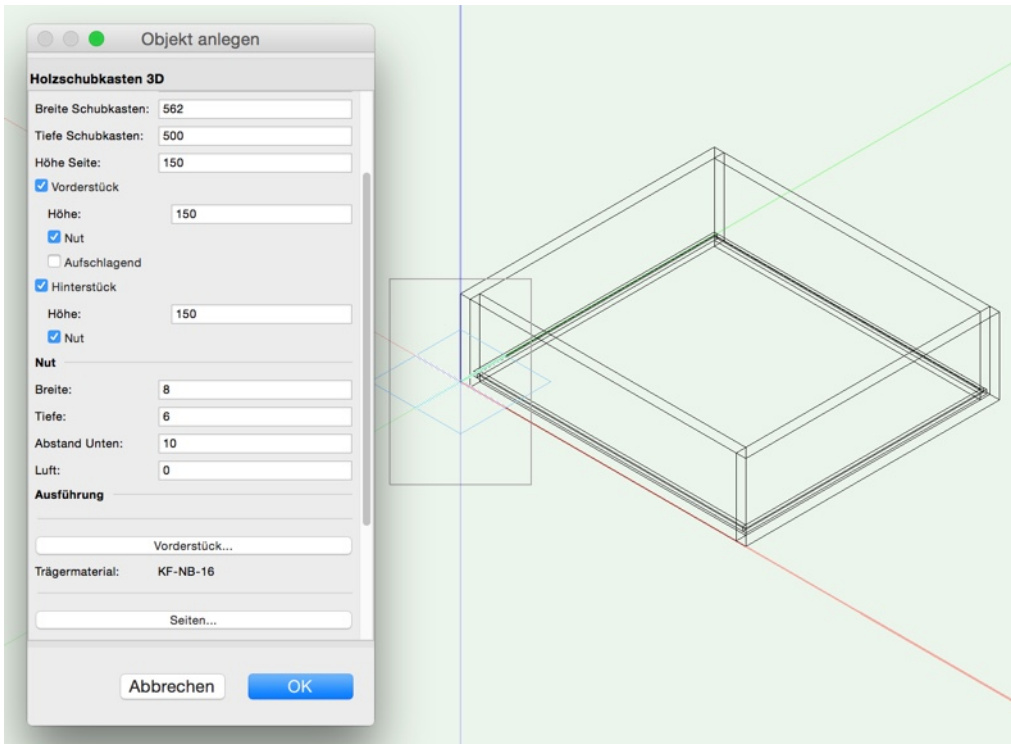 Objekt anlegen
Holzschubkasten 3D
Breite Schubkasten: 562
Tiefe Schubkasten: 500
Höhe Seite: 150
Vorderstück
Höhe: 150
Nut
Aufschlagend
Hinterstück
Höhe: 150
Nut
Nut
Breite: 8
Tiefe: 6
Abstand Unten: 10
Luft: 0
Ausführung
Vorderstück...
Trägermaterial: KF-NB-16
Seiten...
Abbrechen OK